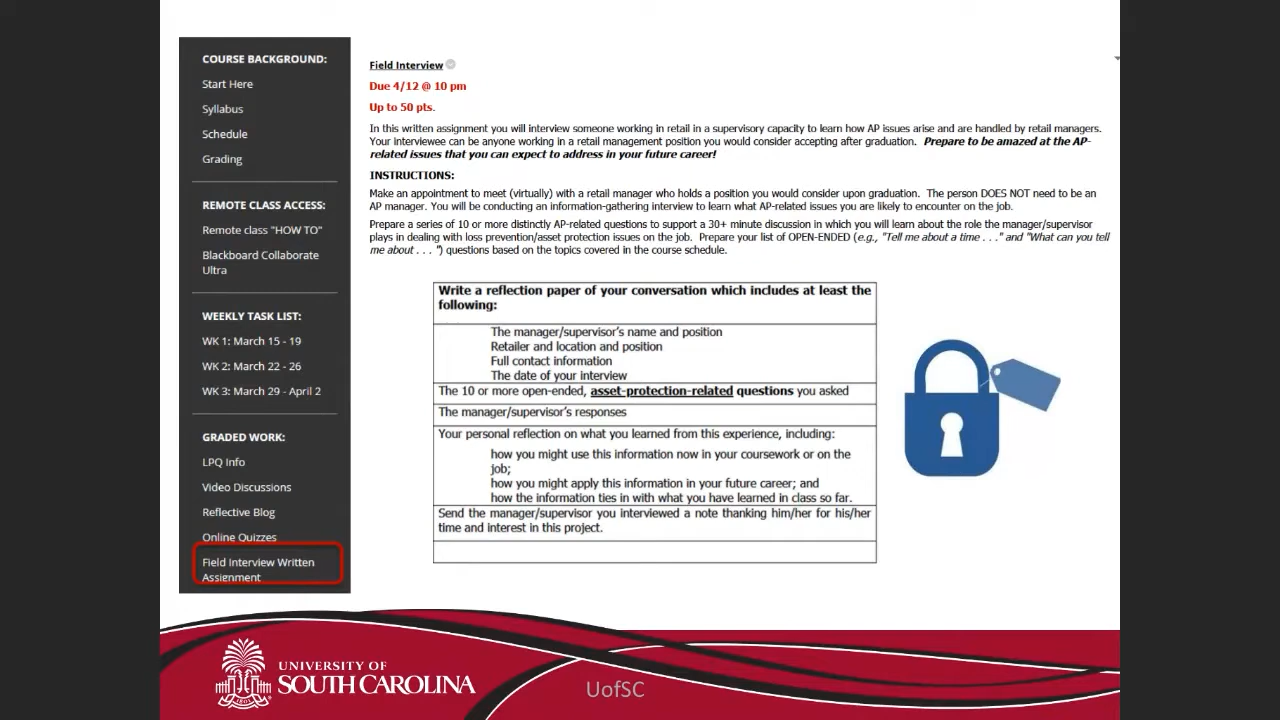 COURSE BACKGROUND:
Start Here
Syllabus
Schedule
Grading
REMOTE CLASS ACCESS:
Remote class "HOW TO"
Blackboard Collaborate
Ultra
WEEKLY TASK LIST:
WK 1: March 15 - 19
WK 2: March 22 - 26
WK 3: March 29 - April 2
GRADED WORK:
LPQ Info
Video Discussions
Reflective Blog
Online Quizzes
Field Interview Written
Assignment
Field Interview
Due 4/12 @ 10 pm
Up to 50 pts.
In this written assignment you will interview someone working in retail in a supervisory capacity to learn how AP issues arise and are handled by retail managers.
Your interviewee can be anyone working in a retail management position you would consider accepting after graduation. Prepare to be amazed at the AP-
related issues that you can expect to address in your future career!
INSTRUCTIONS:
Make an appointment to meet (virtually) with a retail manager who holds a position you would consider upon graduation. The person DOES NOT need to be an
AP manager. You will be conducting an information-gathering interview to learn what AP-related issues you are likely to encounter on the job.
Prepare a series of 10 or more distinctly AP-related questions to support a 30+ minute discussion in which you will learn about the role the manager/supervisor
plays in dealing with loss prevention/asset protection issues on the job. Prepare your list of OPEN-ENDED (e.g., "Tell me about a time . . ." and "What can you tell
me about . . . ") questions based on the topics covered in the course schedule.
Write a reflection paper of your conversation which includes at least the
following:
The manager/supervisor's name and position
Retailer and location and position
Full contact information
The date of your interview
The 10 or more open-ended, asset-protection-related questions you asked
The manager/supervisor's responses
Your personal reflection on what you learned from this experience, including:
how you might use this information now in your coursework or on the
job;
how you might apply this information in your future career; and
how the information ties in with what you have learned in class so far.
Send the manager/supervisor you interviewed a note thanking him/her for his/her
time and interest in this project.
UNIVERSITY OF
SOUTH CAROLINA
1801
UofSC